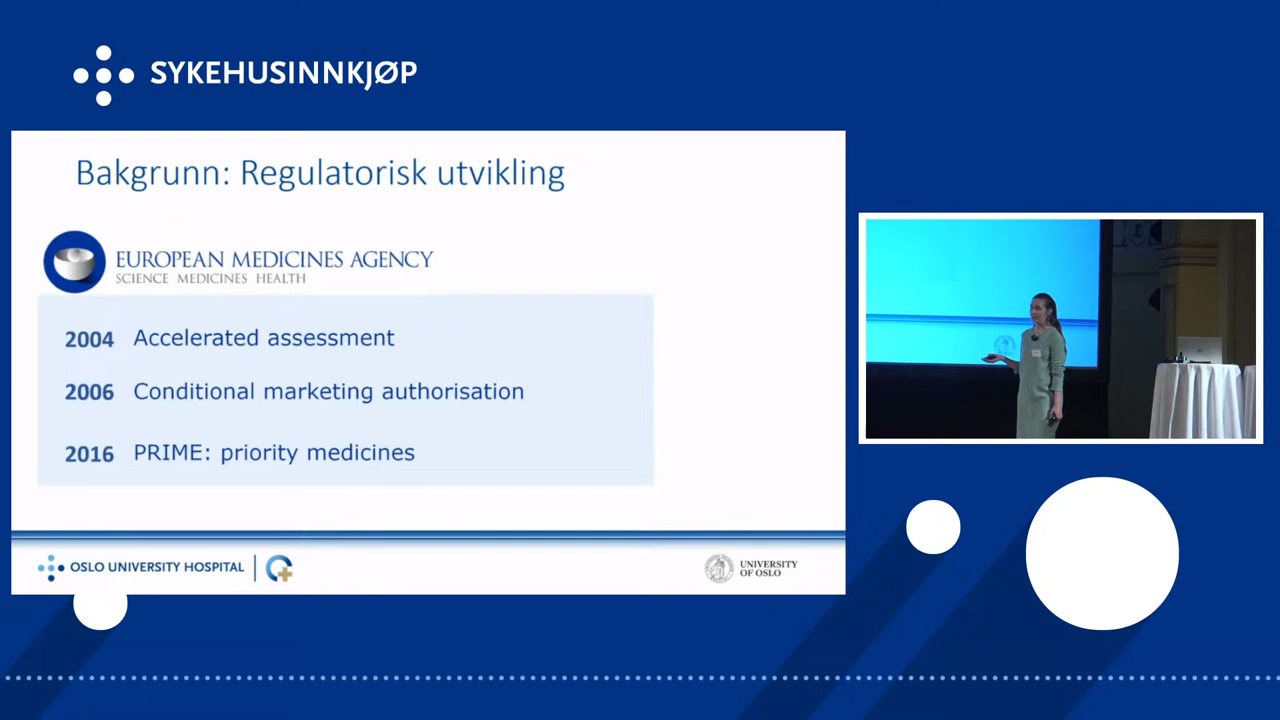 SYKEHUSINNKJØP
Bakgrunn: Regulatorisk utvikling
EUROPEAN MEDICINES AGENCY
SCIENCE MEDICINES HEALTH
2004 Accelerated assessment
2006 Conditional marketing authorisation
2016 PRIME: priority medicines
OSLO UNIVERSITY HOSPITAL
UNIVERSITY
OF OSLO